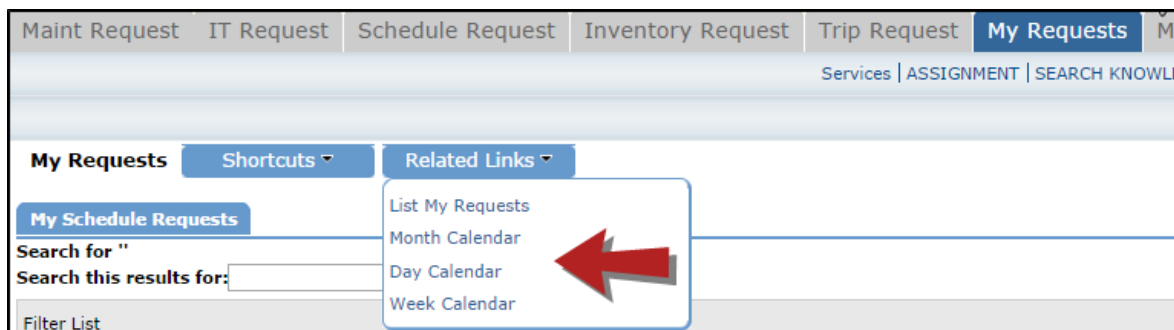 Maint Request IT Request Schedule Request Inventory Request Trip Request My Requests
Services | ASSIGNMENT | SEARCH
My Requests Shortcuts Related Links
List My Requests
Month Calendar
Day Calendar
Week Calendar
My Schedule Requests
Search for ''
Search this results for:
Filter List